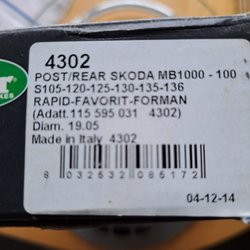 4302
POST/REAR SKODA MB1000 - 100
S105-120-125-130-135-136
RAPID-FAVORIT-FORMAN
(Adatt.115 595 031 4302)
Diam. 19.05
Made in Italy 4302
8 032532 085172
04-12-14